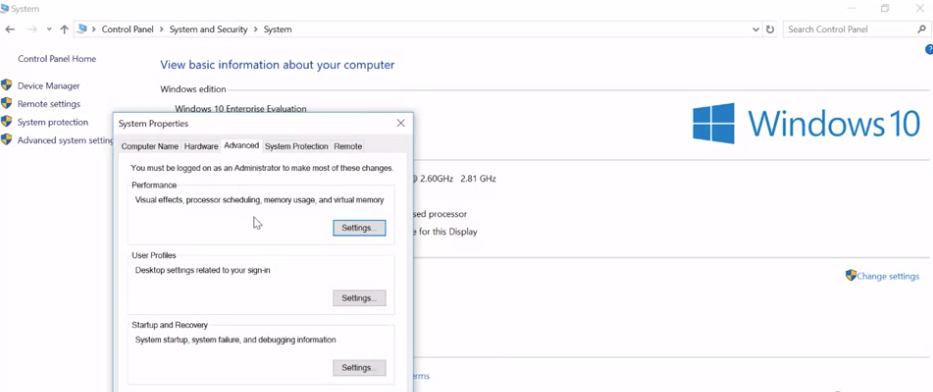 System
Control Panel > System and Security > System
Search Control Panel
Control Panel Home
Device Manager
Remote settings
System protection
Advanced system setting
View basic information about your computer
Windows edition
Windows 10 Enterprise Evaluation
Windows 10
System Properties
Computer Name Hardware Advanced System Protection Remote
You must be logged on as an Administrator to make most of these changes.
Performance
Visual effects, processor scheduling, memory usage, and virtual memory
Settings...
User Profiles
Desktop settings related to your sign-in
Settings...
Startup and Recovery
System startup, system failure, and debugging information
Settings...
2.60GHz 2.81 GHz
sed processor
e for this Display
Change settings
erms